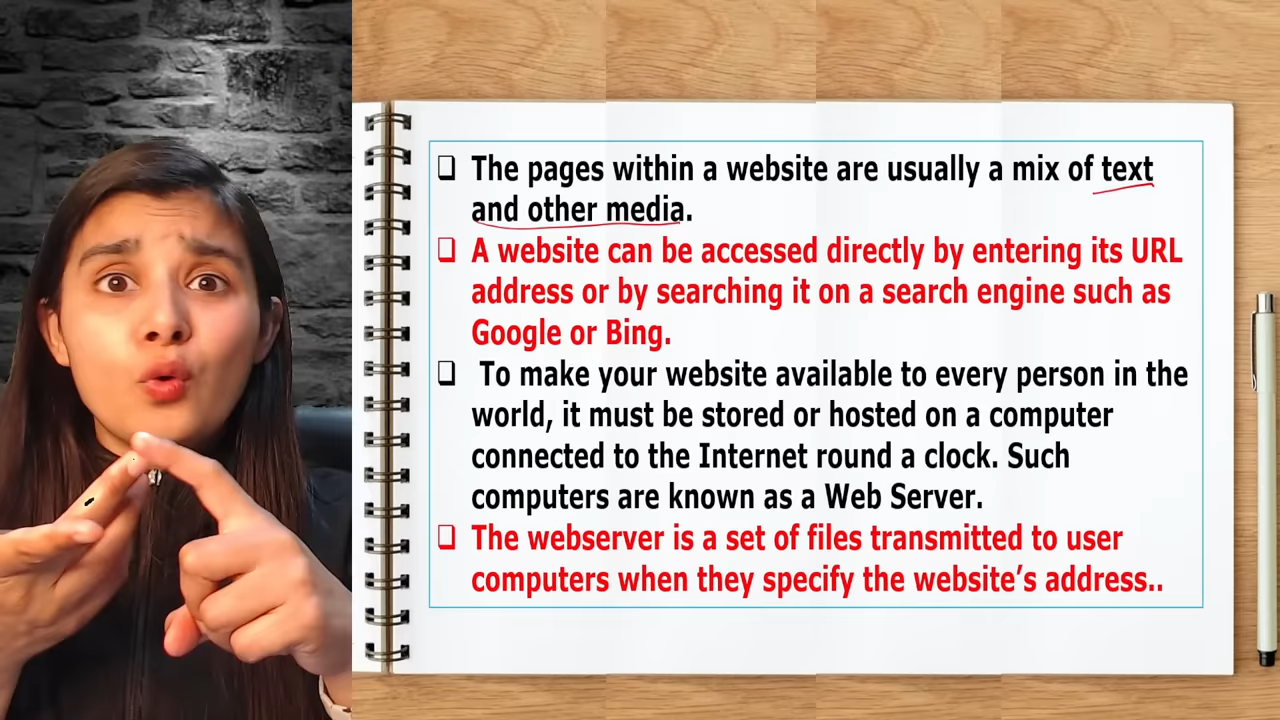 ❑ The pages within a website are usually a mix of text
and other media.
❑ A website can be accessed directly by entering its URL
address or by searching it on a search engine such as
Google or Bing.
❑ To make your website available to every person in the
world, it must be stored or hosted on a computer
connected to the Internet round a clock. Such
computers are known as a Web Server.
❑ The webserver is a set of files transmitted to user
computers when they specify the website’s address..